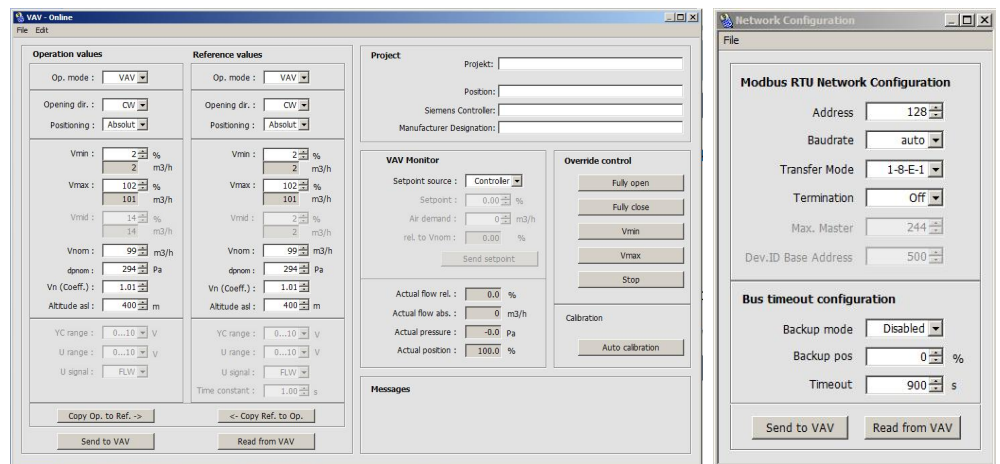 VAV - Online
File Edit
Operation values
Op. mode : VAV
Opening dir. : CW
Positioning : Absolut
Vmin : 2 %
2 m3/h
Vmax : 102 %
101 m3/h
Vmid : 14 %
14 m3/h
Vnom : 99 m3/h
dpnom : 294 Pa
Vn (Coeff.) : 1.01
Altitude asl : 400 m
YC range : 0...10 V
U range : 0...10 V
U signal : FLW
Copy Op. to Ref. ->
Send to VAV
Reference values
Op. mode : VAV
Opening dir. : CW
Positioning : Absolut
Vmin : 2 %
2 m3/h
Vmax : 102 %
101 m3/h
Vmid : 2 %
2 m3/h
Vnom : 99 m3/h
dpnom : 294 Pa
Vn (Coeff.) : 1.01
Altitude asl : 400 m
YC range : 0...10 V
U range : 0...10 V
U signal : FLW
Time constant : 1.00 s
<- Copy Ref. to Op.
Read from VAV
Project
Projekt:
Position:
Siemens Controller:
Manufacturer Designation:
VAV Monitor
Setpoint source : Controller
Setpoint : 0.00 %
Air demand : 0 m3/h
rel. to Vnom : 0.00 %
Send setpoint
Actual flow rel. : 0.0 %
Actual flow abs. : 0 m3/h
Actual pressure : -0.0 Pa
Actual position : 100.0 %
Override control
Fully open
Fully close
Vmin
Vmax
Stop
Calibration
Auto calibration
Messages
Network Configuration
File
Modbus RTU Network Configuration
Address 128
Baudrate auto
Transfer Mode 1-8-E-1
Termination Off
Max. Master 244
Dev.ID Base Address 500
Bus timeout configuration
Backup mode Disabled
Backup pos 0 %
Timeout 900 s
Send to VAV Read from VAV